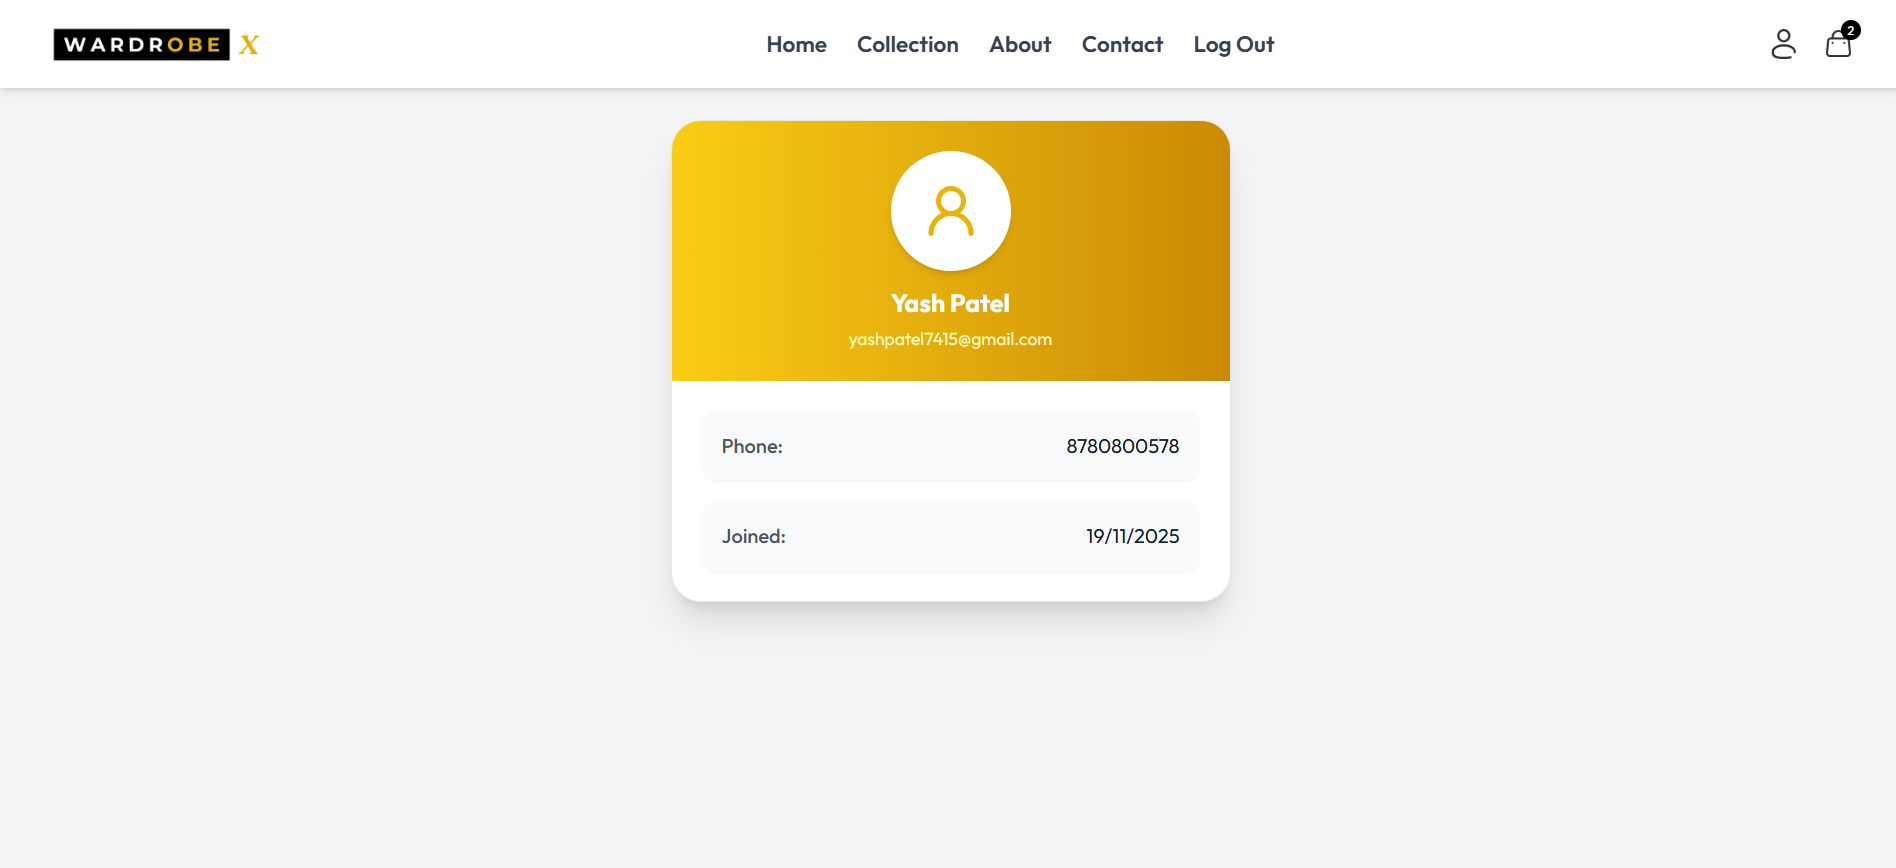 WARDROBE X
Home Collection About Contact Log Out
2
Yash Patel
yashpatel7415@gmail.com
Phone: 8780800578
Joined: 19/11/2025